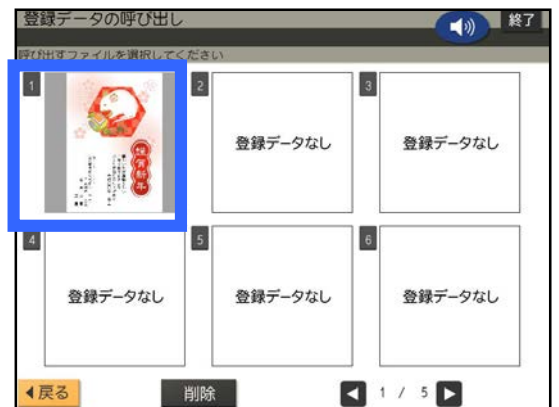 登録データの呼び出し
終了
呼び出すファイルを選択してください
1
謹賀新年
2
登録データなし
3
登録データなし
4
登録データなし
5
登録データなし
6
登録データなし
戻る
削除
1 / 5